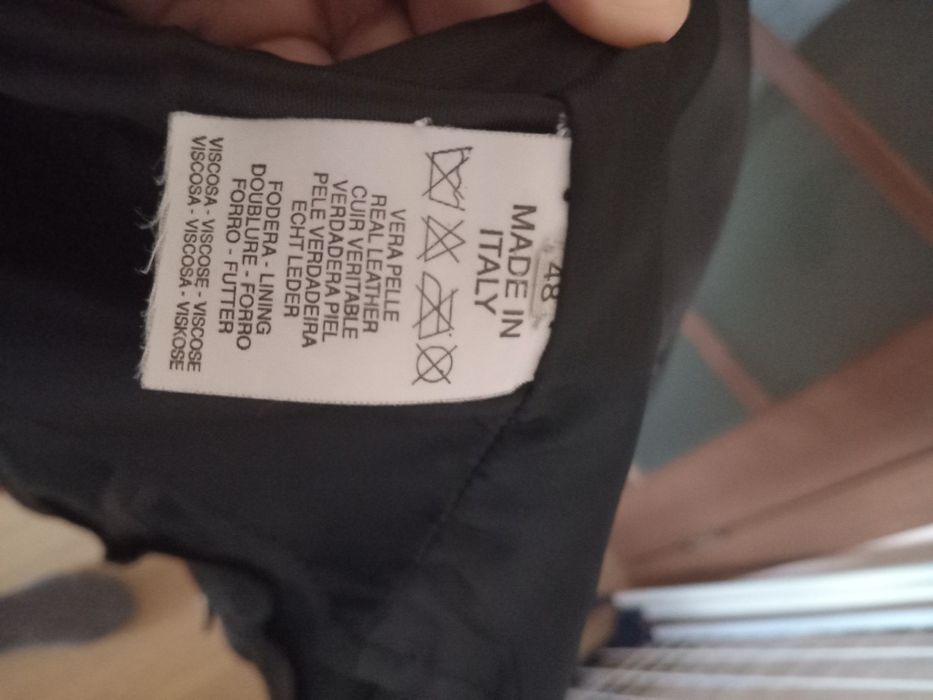 48
MADE IN
ITALY
VERA PELLE
REAL LEATHER
CUIR VERITABLE
VERDADERA PIEL
PELE VERDADEIRA
ECHT LEDER
FODERA - LINING
DOUBLURE - FORRO
FORRO - FUTTER
VISCOSA - VISCOSE - VISCOSE
VISCOSA - VISCOSA - VISKOSE